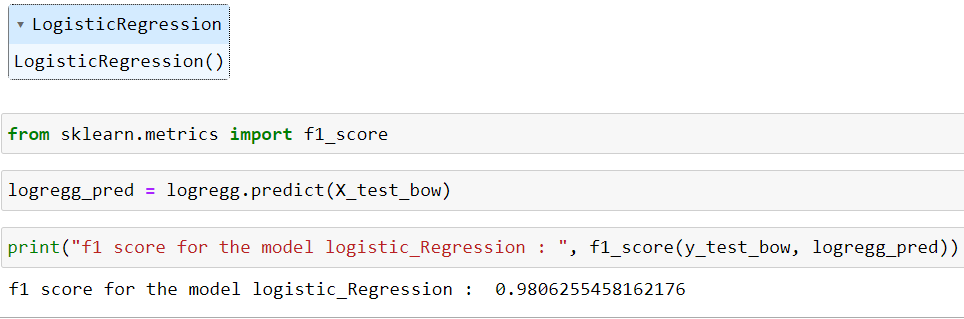 ▾ LogisticRegression
LogisticRegression()
from sklearn.metrics import f1_score
logregg_pred = logregg.predict(X_test_bow)
print("f1 score for the model logistic_Regression : ", f1_score(y_test_bow, logregg_pred))
f1 score for the model logistic_Regression :  0.9806255458162176